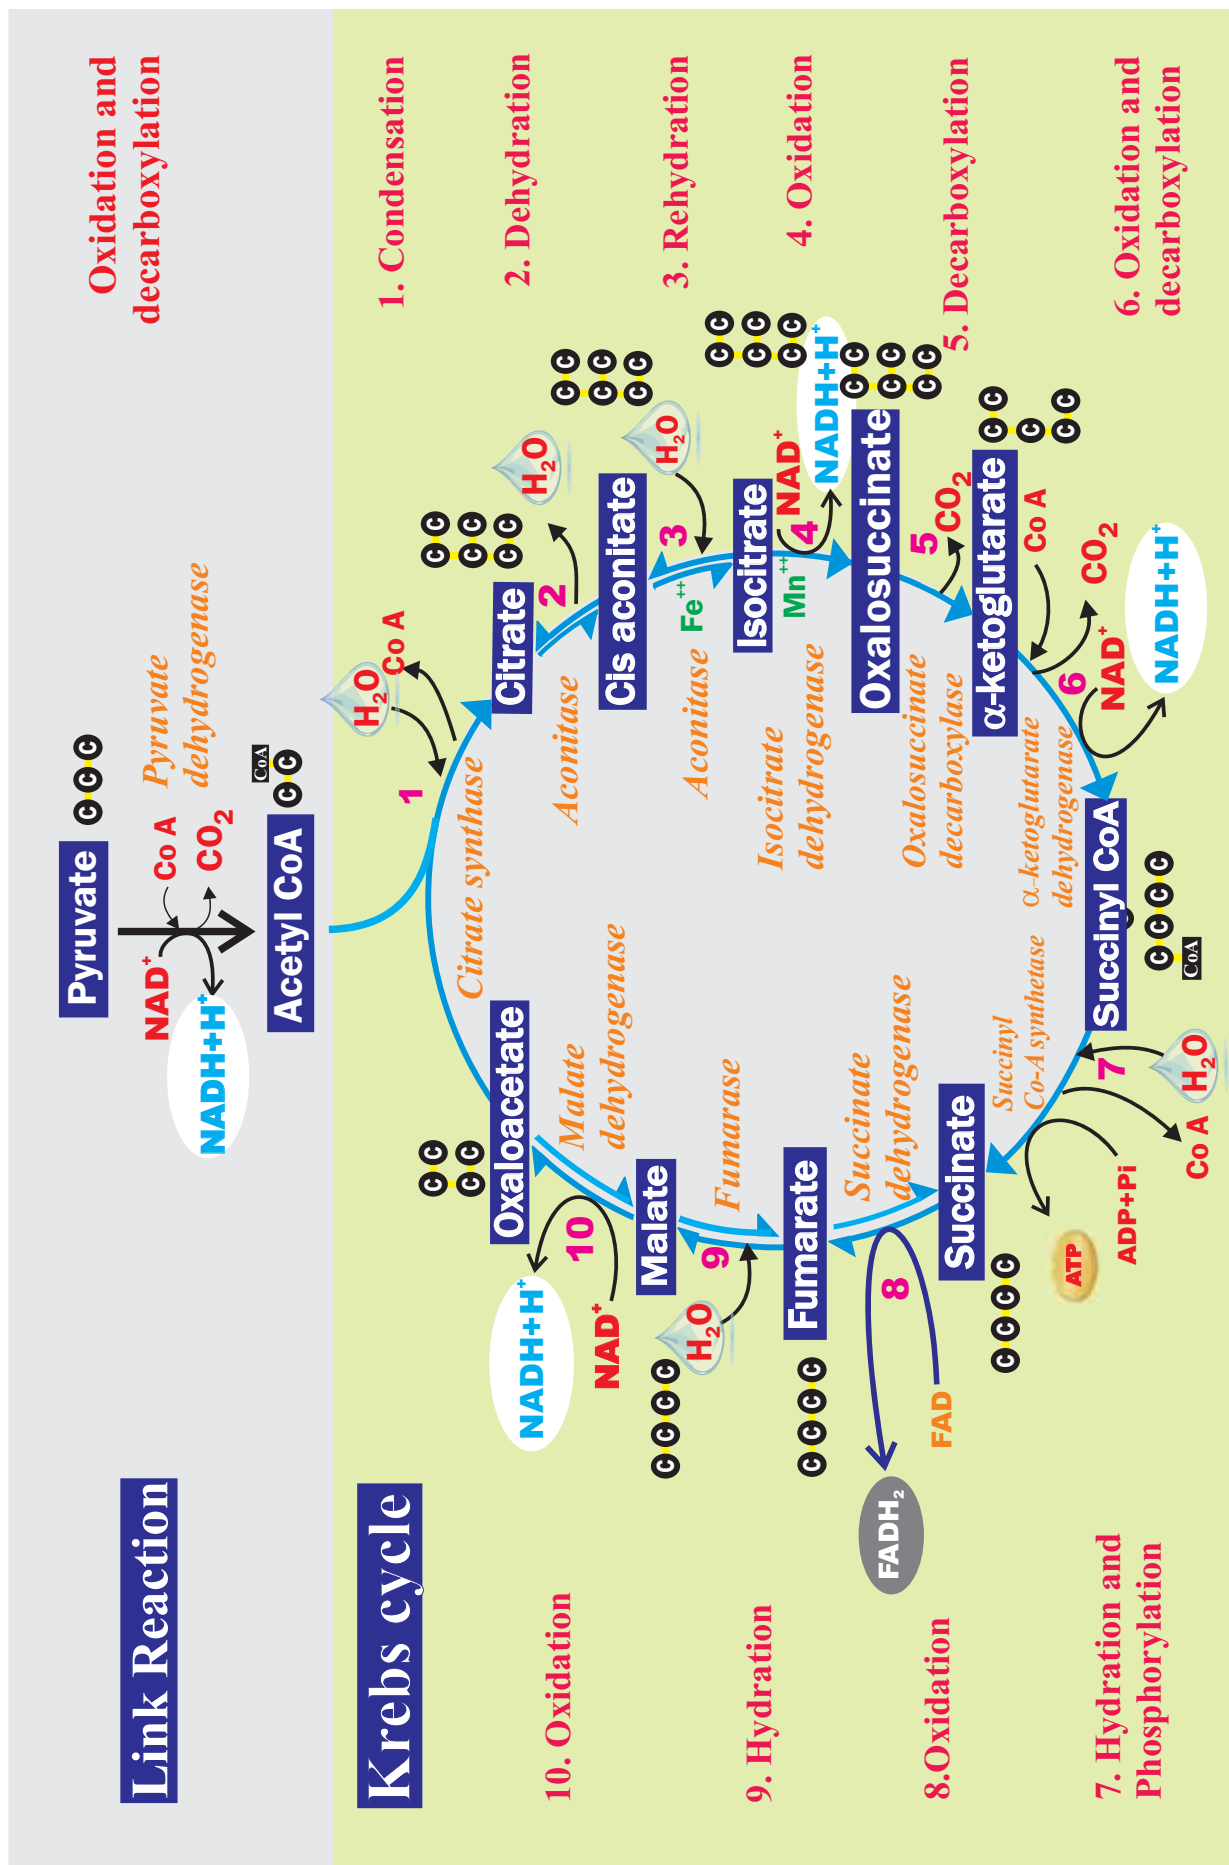 Link Reaction
Oxidation and
decarboxylation
Pyruvate
C C C
NAD+
Co A
CO2
NADH+H+
Pyruvate
dehydrogenase
Acetyl CoA
CoA
C C
Krebs cycle
1. Condensation
2. Dehydration
3. Rehydration
4. Oxidation
5. Decarboxylation
6. Oxidation and
decarboxylation
7. Hydration and
Phosphorylation
8.Oxidation
9. Hydration
10. Oxidation
1
H2O
Co A
Citrate synthase
Citrate
C C
C C
C C
2
H2O
Aconitase
Cis aconitate
C C
C C
C C
3
H2O
Fe++
Aconitase
Isocitrate
C C
C C
C C
4
NAD+
NADH+H+
Mn++
Isocitrate
dehydrogenase
Oxalosuccinate
C C
C C
C C
5
CO2
Oxalosuccinate
decarboxylase
α-ketoglutarate
C C
C
C C
6
Co A
CO2
NAD+
NADH+H+
α-ketoglutarate
dehydrogenase
Succinyl CoA
C C C C
CoA
7
H2O
Co A
ADP+Pi
ATP
Succinyl
Co-A synthetase
Succinate
C C C C
8
FAD
FADH2
Succinate
dehydrogenase
Fumarate
C C C C
9
H2O
Fumarase
Malate
C C C C
10
NAD+
NADH+H+
Malate
dehydrogenase
Oxaloacetate
C C
C C